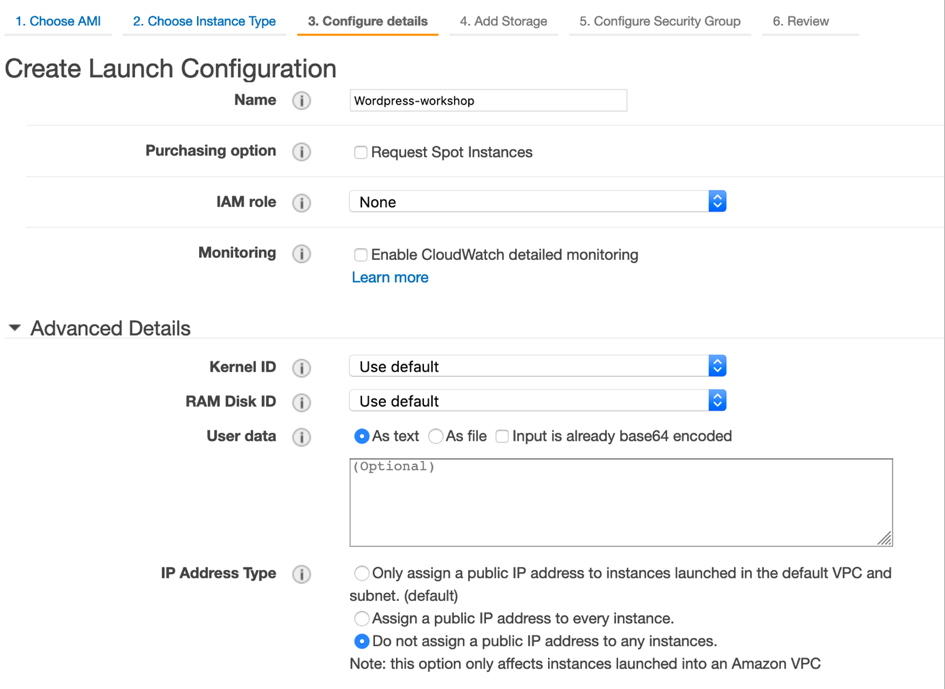 1. Choose AMI 2. Choose Instance Type 3. Configure details 4. Add Storage 5. Configure Security Group 6. Review
Create Launch Configuration
Name i Wordpress-workshop
Purchasing option i Request Spot Instances
IAM role i None
Monitoring i Enable CloudWatch detailed monitoring
Learn more
Advanced Details
Kernel ID i Use default
RAM Disk ID i Use default
User data i As text As file Input is already base64 encoded
(Optional)
IP Address Type i Only assign a public IP address to instances launched in the default VPC and
subnet. (default)
Assign a public IP address to every instance.
Do not assign a public IP address to any instances.
Note: this option only affects instances launched into an Amazon VPC